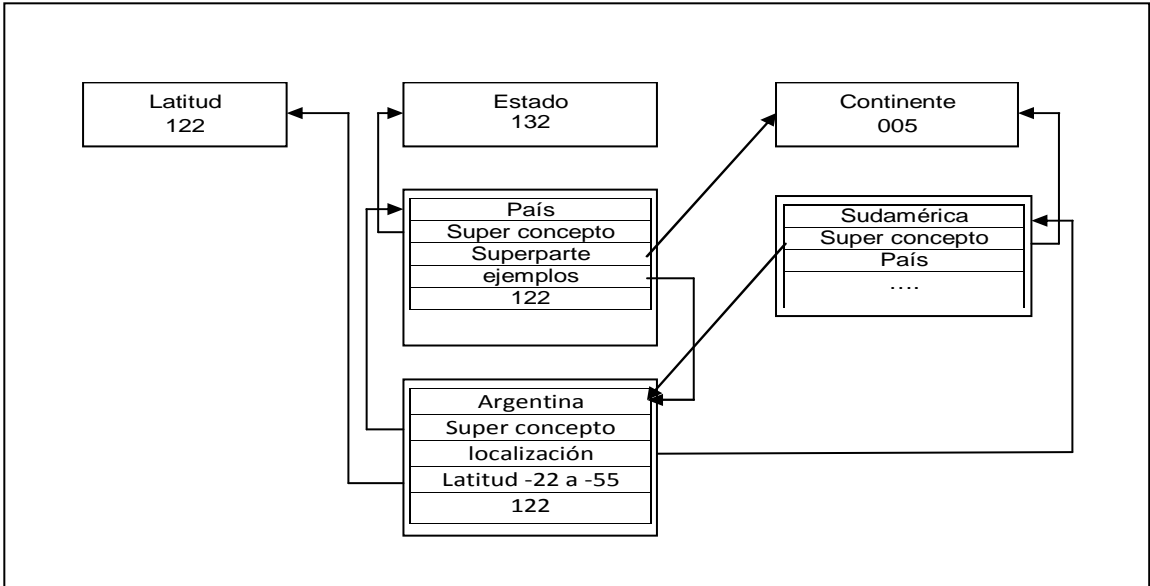 Latitud
122
Estado
132
Continente
005
País
Super concepto
Superparte
ejemplos
122
Sudamérica
Super concepto
País
....
Argentina
Super concepto
localización
Latitud -22 a -55
122